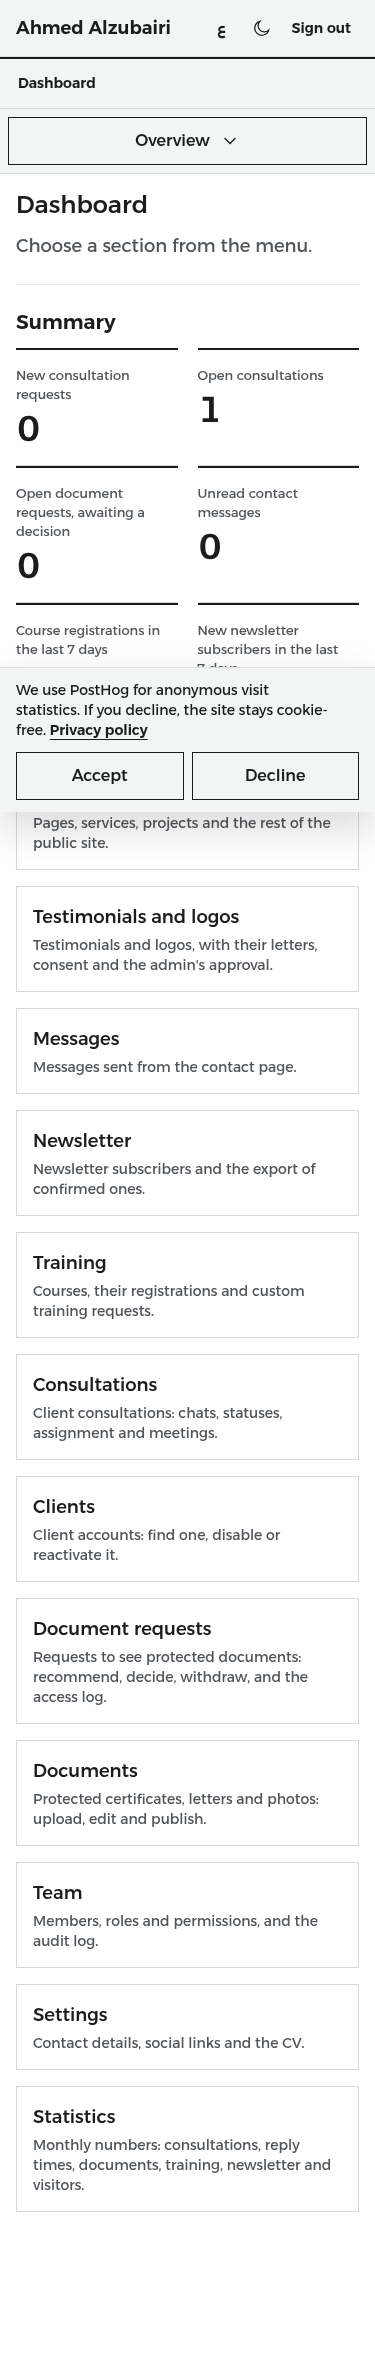 Ahmed Alzubairi
ع
Sign out
Dashboard
Overview
Dashboard
Choose a section from the menu.
Summary
New consultation
requests
0
Open consultations
1
Open document
requests, awaiting a
decision
0
Unread contact
messages
0
Course registrations in
the last 7 days
New newsletter
subscribers in the last
7 days
We use PostHog for anonymous visit
statistics. If you decline, the site stays cookie-
free. Privacy policy
Accept
Decline
Pages, services, projects and the rest of the
public site.
Testimonials and logos
Testimonials and logos, with their letters,
consent and the admin's approval.
Messages
Messages sent from the contact page.
Newsletter
Newsletter subscribers and the export of
confirmed ones.
Training
Courses, their registrations and custom
training requests.
Consultations
Client consultations: chats, statuses,
assignment and meetings.
Clients
Client accounts: find one, disable or
reactivate it.
Document requests
Requests to see protected documents:
recommend, decide, withdraw, and the
access log.
Documents
Protected certificates, letters and photos:
upload, edit and publish.
Team
Members, roles and permissions, and the
audit log.
Settings
Contact details, social links and the CV.
Statistics
Monthly numbers: consultations, reply
times, documents, training, newsletter and
visitors.